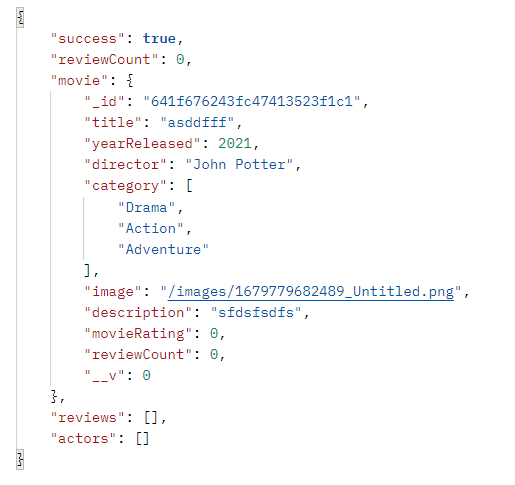 {
"success": true,
"reviewCount": 0,
"movie": {
"_id": "641f676243fc47413523f1c1",
"title": "asddfff",
"yearReleased": 2021,
"director": "John Potter",
"category": [
"Drama",
"Action",
"Adventure"
],
"image": "/images/1679779682489_Untitled.png",
"description": "sfdsfsdfs",
"movieRating": 0,
"reviewCount": 0,
"__v": 0
},
"reviews": [],
"actors": []
}